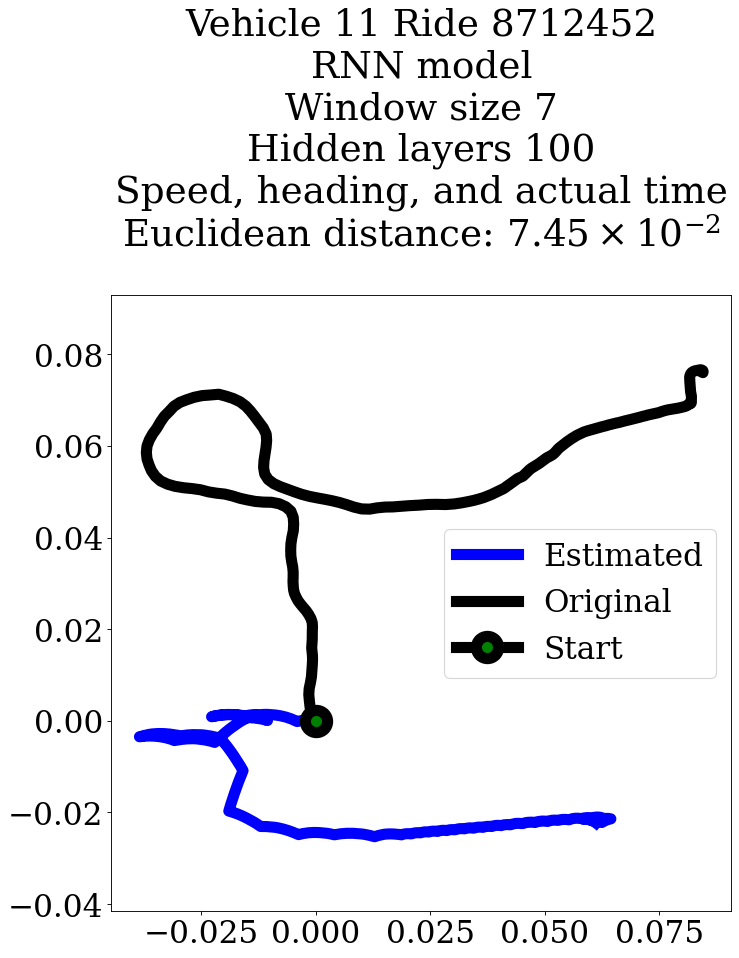 Vehicle 11 Ride 8712452
RNN model
Window size 7
Hidden layers 100
Speed, heading, and actual time
Euclidean distance: 7.45 × 10⁻²
0.08
0.06
0.04
0.02
0.00
−0.02
−0.04
Estimated
Original
Start
−0.025 0.000 0.025 0.050 0.075